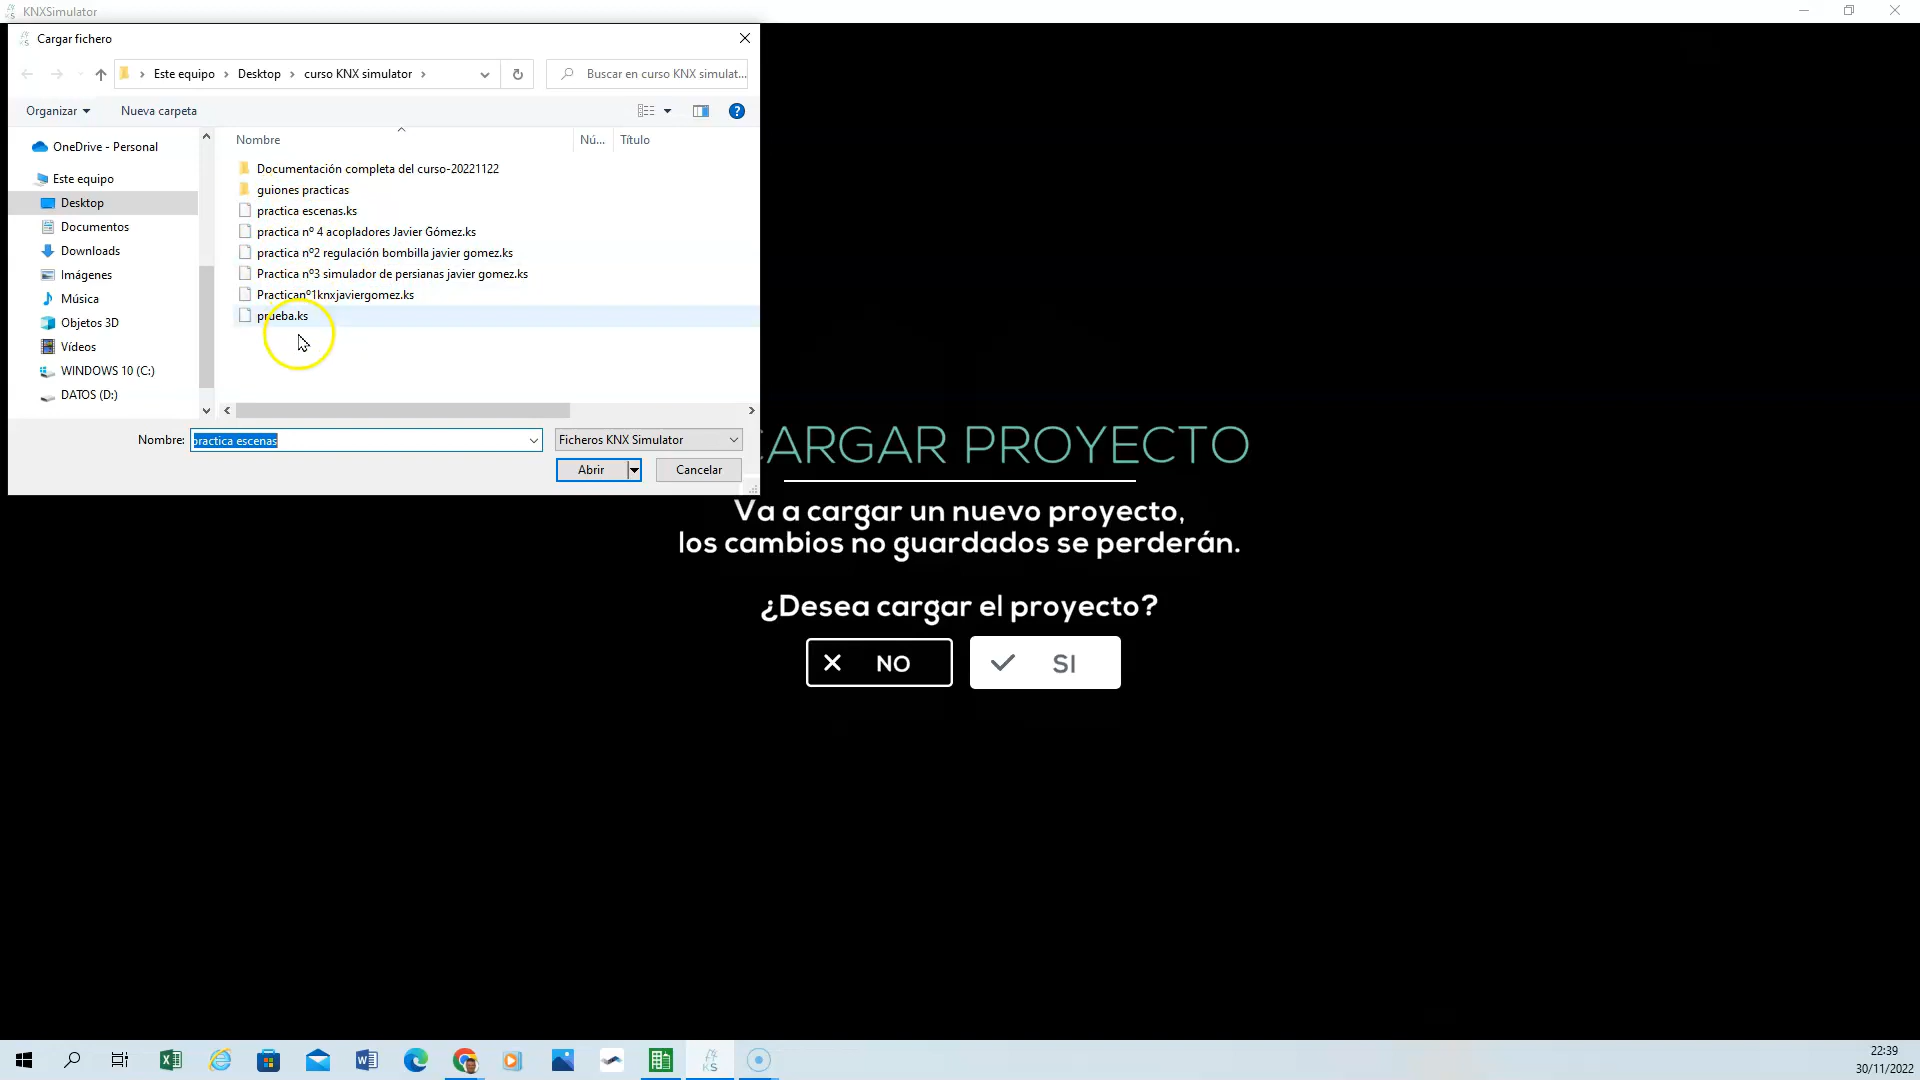 KNXSimulator
Cargar fichero
Este equipo
Desktop
curso KNX simulator
Buscar en curso KNX simulat...
Organizar
Nueva carpeta
OneDrive - Personal
Este equipo
Desktop
Documentos
Downloads
Imágenes
Música
Objetos 3D
Vídeos
WINDOWS 10 (C:)
DATOS (D:)
Nombre
Nú...
Título
Documentación completa del curso-20221122
guiones practicas
practica escenas.ks
practica nº 4 acopladores Javier Gómez.ks
practica nº2 regulación bombilla javier gomez.ks
Practica nº3 simulador de persianas javier gomez.ks
Practicanº1knxjaviergomez.ks
prueba.ks
Nombre:
practica escenas
Ficheros KNX Simulator
Abrir
Cancelar
CARGAR PROYECTO
Va a cargar un nuevo proyecto,
los cambios no guardados se perderán.
¿Desea cargar el proyecto?
NO
SI
22:39
30/11/2022